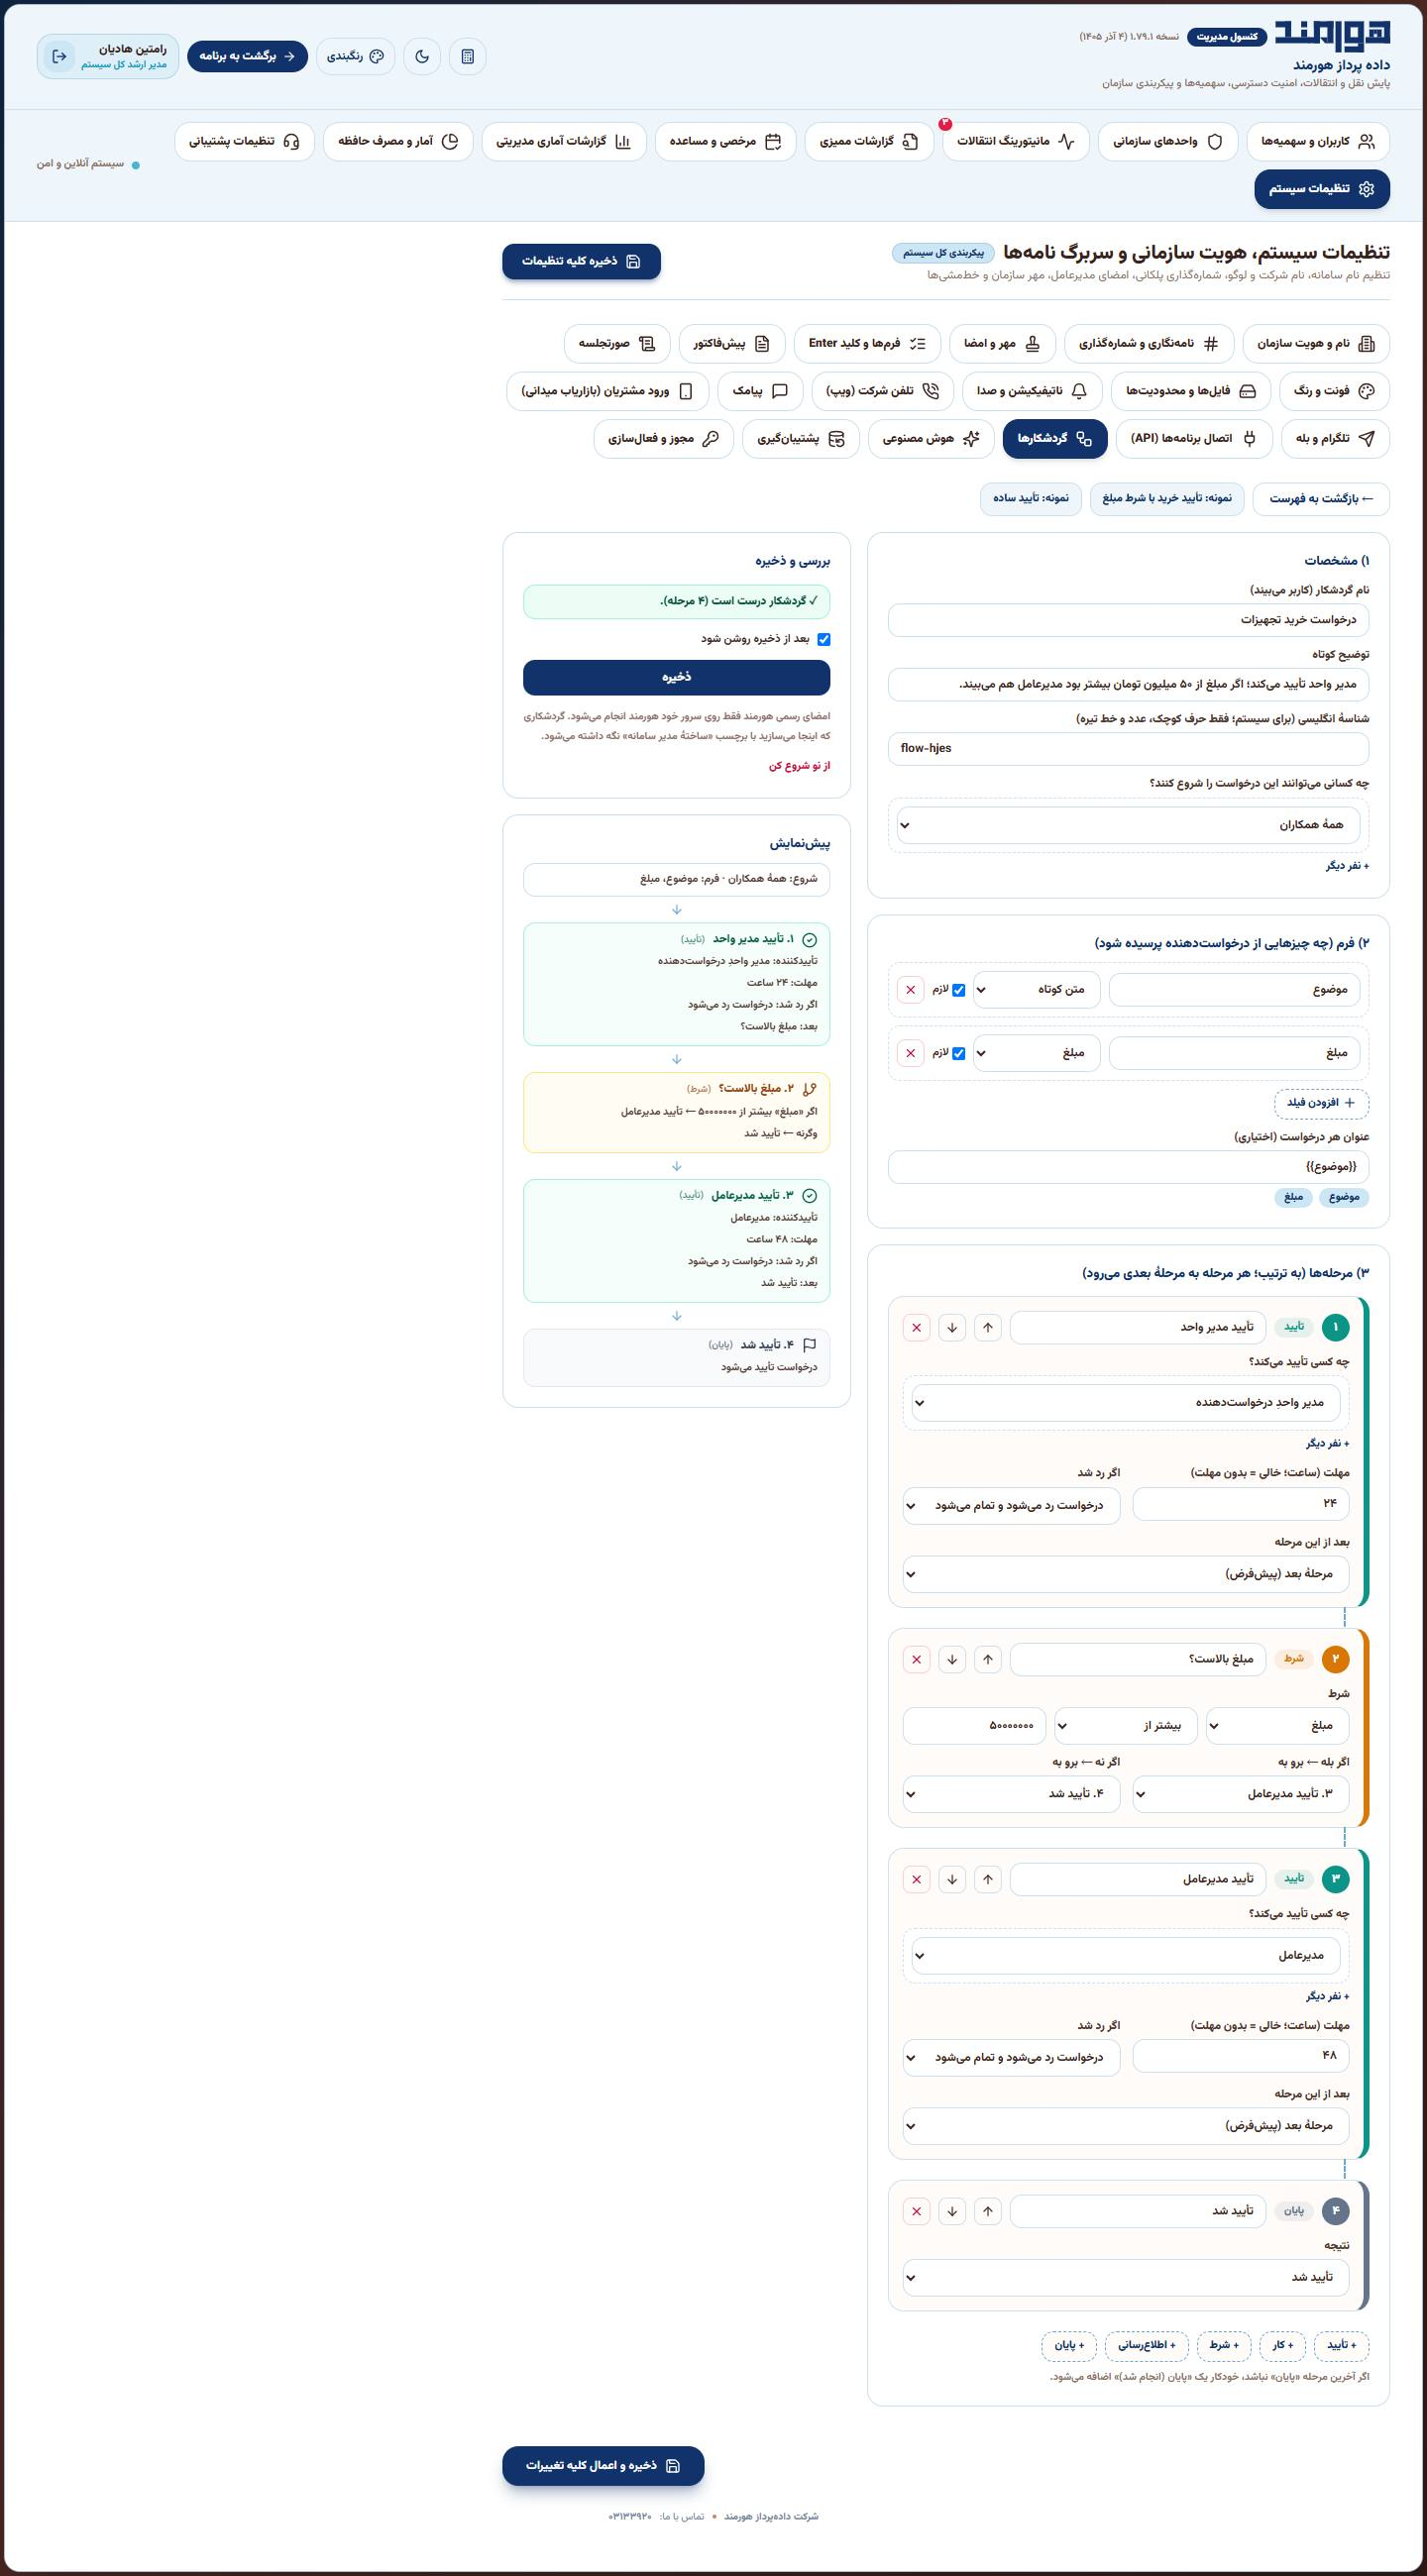 هورمند
کنسول مدیریت
نسخه ۱.۷۹.۱ (۴ آذر ۱۴۰۵)
داده پرداز هورمند
پایش نقل و انتقالات، امنیت دسترسی، سهمیه‌ها و پیکربندی سازمان
رنگبندی
برگشت به برنامه
رامتین هادیان
مدیر ارشد کل سیستم
کاربران و سهمیه‌ها
واحدهای سازمانی
مانیتورینگ انتقالات
۳
گزارشات ممیزی
مرخصی و مساعده
گزارشات آماری مدیریتی
آمار و مصرف حافظه
تنظیمات پشتیبانی
تنظیمات سیستم
سیستم آنلاین و امن
تنظیمات سیستم، هویت سازمانی و سربرگ نامه‌ها
پیکربندی کل سیستم
تنظیم نام سامانه، نام شرکت و لوگو، شماره‌گذاری پلکانی، امضای مدیرعامل، مهر سازمان و خط‌مشی‌ها
ذخیره کلیه تنظیمات
نام و هویت سازمان
نامه‌نگاری و شماره‌گذاری
مهر و امضا
فرم‌ها و کلید Enter
پیش‌فاکتور
صورتجلسه
فونت و رنگ
فایل‌ها و محدودیت‌ها
ناتیفیکیشن و صدا
تلفن شرکت (ویپ)
پیامک
ورود مشتریان (بازاریاب میدانی)
تلگرام و بله
اتصال برنامه‌ها (API)
گردشکارها
هوش مصنوعی
پشتیبان‌گیری
مجوز و فعال‌سازی
← بازگشت به فهرست
نمونه: تأیید خرید با شرط مبلغ
نمونه: تأیید ساده
۱) مشخصات
نام گردشکار (کاربر می‌بیند)
درخواست خرید تجهیزات
توضیح کوتاه
مدیر واحد تأیید می‌کند؛ اگر مبلغ از ۵۰ میلیون تومان بیشتر بود مدیرعامل هم می‌بیند.
شناسهٔ انگلیسی (برای سیستم؛ فقط حرف کوچک، عدد و خط تیره)
flow-hjes
چه کسانی می‌توانند این درخواست را شروع کنند؟
همهٔ همکاران
+ نفر دیگر
۲) فرم (چه چیزهایی از درخواست‌دهنده پرسیده شود)
موضوع
متن کوتاه
لازم
مبلغ
مبلغ
لازم
افزودن فیلد
عنوان هر درخواست (اختیاری)
{{موضوع}}
موضوع
مبلغ
۳) مرحله‌ها (به ترتیب؛ هر مرحله به مرحلهٔ بعدی می‌رود)
۱
تأیید
تأیید مدیر واحد
چه کسی تأیید می‌کند؟
مدیر واحدِ درخواست‌دهنده
+ نفر دیگر
مهلت (ساعت؛ خالی = بدون مهلت)
اگر رد شد
۲۴
درخواست رد می‌شود و تمام می‌شود
بعد از این مرحله
مرحلهٔ بعد (پیش‌فرض)
۲
شرط
مبلغ بالاست؟
شرط
مبلغ
بیشتر از
۵۰۰۰۰۰۰۰
اگر بله ← برو به
اگر نه ← برو به
۳. تأیید مدیرعامل
۴. تأیید شد
۳
تأیید
تأیید مدیرعامل
چه کسی تأیید می‌کند؟
مدیرعامل
+ نفر دیگر
مهلت (ساعت؛ خالی = بدون مهلت)
اگر رد شد
۴۸
درخواست رد می‌شود و تمام می‌شود
بعد از این مرحله
مرحلهٔ بعد (پیش‌فرض)
۴
پایان
تأیید شد
نتیجه
تأیید شد
+ تأیید
+ کار
+ شرط
+ اطلاع‌رسانی
+ پایان
اگر آخرین مرحله «پایان» نباشد، خودکار یک «پایان (انجام شد)» اضافه می‌شود.
بررسی و ذخیره
✓ گردشکار درست است (۴ مرحله).
بعد از ذخیره روشن شود
ذخیره
امضای رسمی هورمند فقط روی سرور خود هورمند انجام می‌شود. گردشکاری
که اینجا می‌سازید با برچسب «ساختهٔ مدیر سامانه» نگه داشته می‌شود.
از نو شروع کن
پیش‌نمایش
شروع: همهٔ همکاران · فرم: موضوع، مبلغ
۱. تأیید مدیر واحد (تأیید)
تأییدکننده: مدیر واحدِ درخواست‌دهنده
مهلت: ۲۴ ساعت
اگر رد شد: درخواست رد می‌شود
بعد: مبلغ بالاست؟
۲. مبلغ بالاست؟ (شرط)
اگر «مبلغ» بیشتر از ۵۰۰۰۰۰۰۰ ← تأیید مدیرعامل
وگرنه ← تأیید شد
۳. تأیید مدیرعامل (تأیید)
تأییدکننده: مدیرعامل
مهلت: ۴۸ ساعت
اگر رد شد: درخواست رد می‌شود
بعد: تأیید شد
۴. تأیید شد (پایان)
درخواست تأیید می‌شود
ذخیره و اعمال کلیه تغییرات
شرکت داده‌پرداز هورمند • تماس با ما: ۰۳۱۳۳۹۲۰